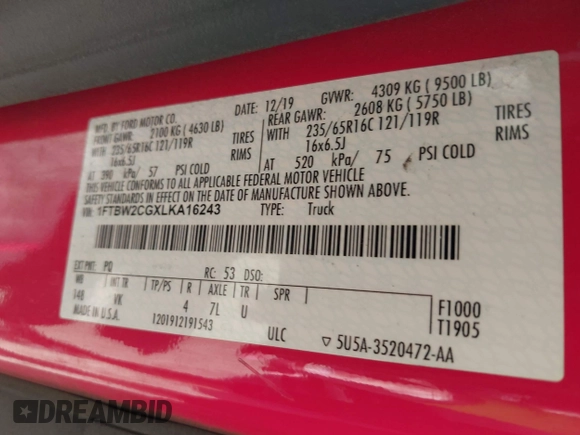 MFD. BY FORD MOTOR CO.
DATE: 12/19 GVWR: 4309 KG ( 9500 LB)
FRONT GAWR: 2100 KG ( 4630 LB) REAR GAWR: 2608 KG ( 5750 LB)
WITH 235/65R16C 121/119R TIRES WITH 235/65R16C 121/119R TIRES
16x6.5J RIMS 16x6.5J RIMS
AT 390 kPa/ 57 PSI COLD AT 520 kPa/ 75 PSI COLD
THIS VEHICLE CONFORMS TO ALL APPLICABLE FEDERAL MOTOR VEHICLE
SAFETY STANDARDS IN EFFECT ON THE DATE OF MANUFACTURE SHOWN ABOVE.
VIN: 1FTBW2CGXLKA16243 TYPE: Truck
EXT PNT: PQ RC: 53 DSO:
WB INT TR TP/PS R AXLE TR SPR
148 VK 4 7L U F1000
MADE IN U.S.A. 1201912191543 ULC T1905
▽ 5U5A-3520472-AA
DREAMBID